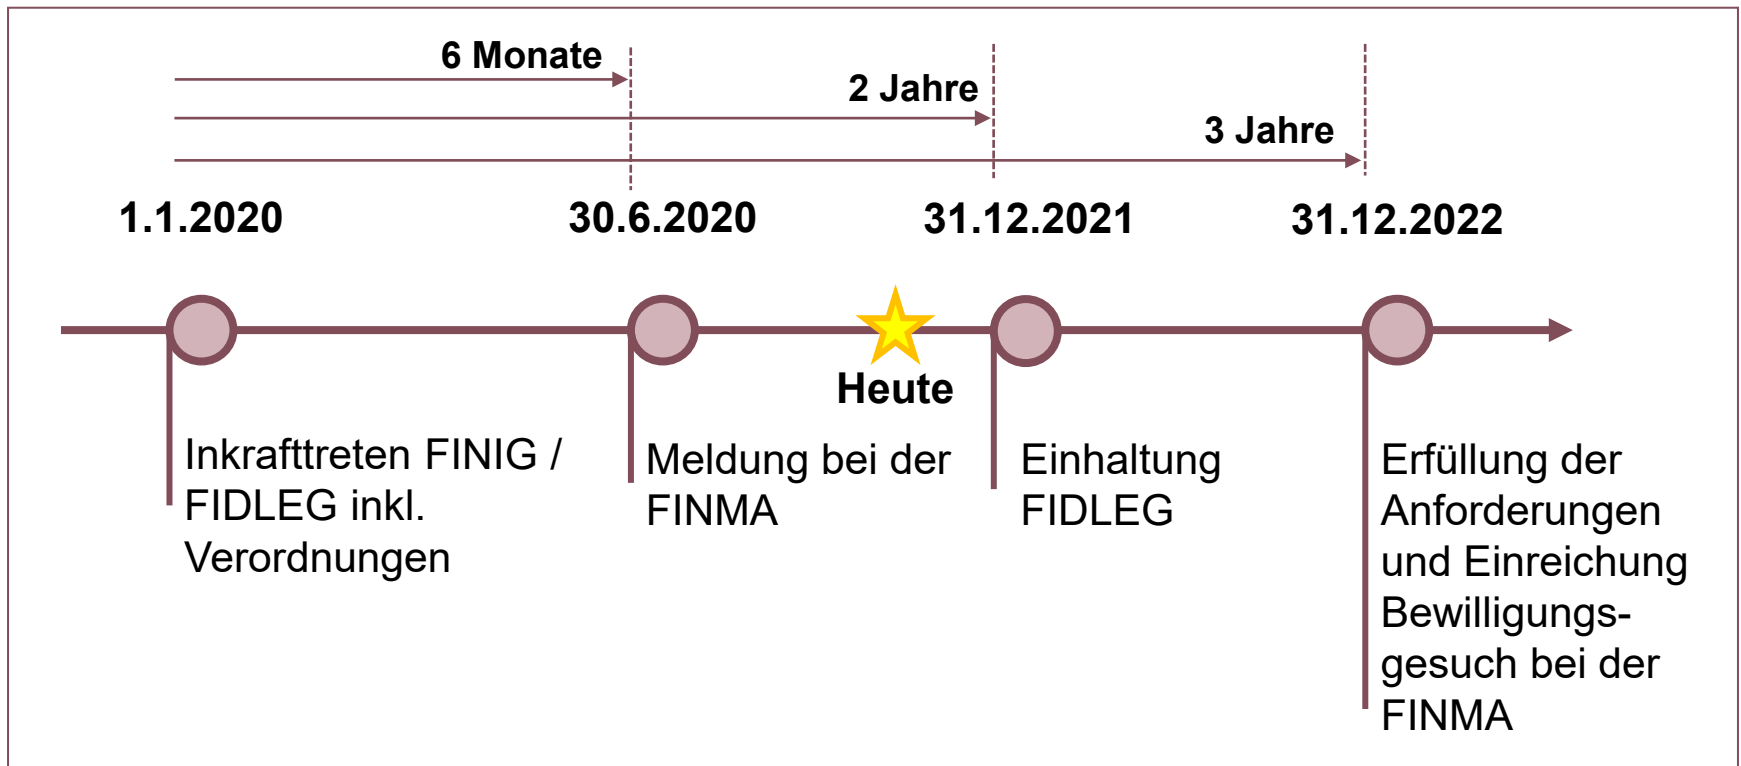 6 Monate
2 Jahre
3 Jahre
1.1.2020
30.6.2020
31.12.2021
31.12.2022
Heute
Inkrafttreten FINIG /
FIDLEG inkl.
Verordnungen
Meldung bei der
FINMA
Einhaltung
FIDLEG
Erfüllung der
Anforderungen
und Einreichung
Bewilligungs-
gesuch bei der
FINMA